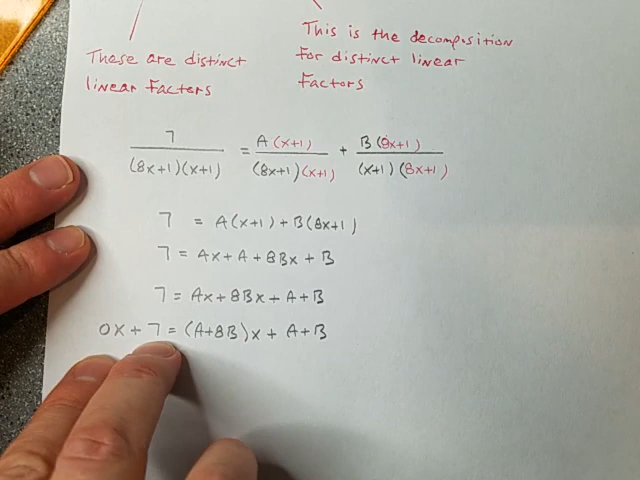 These are distinct
linear factors
This is the decomposition
for distinct linear
factors
7/((8x+1)(x+1)) = A(x+1)/((8x+1)(x+1)) + B(8x+1)/((x+1)(8x+1))
7 = A(x+1)+B(8x+1)
7 = Ax+A+8Bx+B
7 = Ax+8Bx+A+B
0x+7=(A+8B)x+A+B